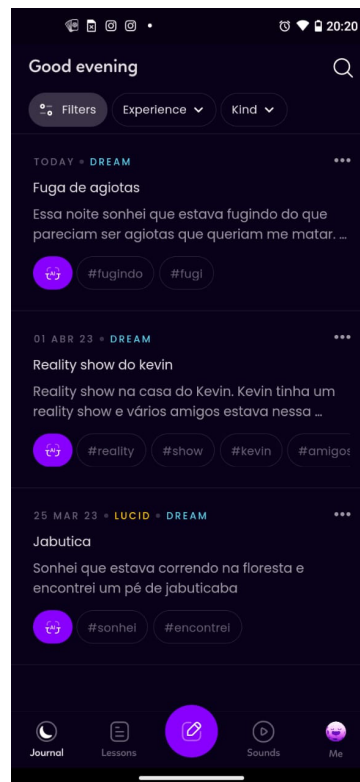 20:20
Good evening
Filters Experience Kind
TODAY • DREAM
Fuga de agiotas
Essa noite sonhei que estava fugindo do que
pareciam ser agiotas que queriam me matar. ...
AI #fugindo #fugi
01 ABR 23 • DREAM
Reality show do kevin
Reality show na casa do Kevin. Kevin tinha um
reality show e vários amigos estava nessa ...
AI #reality #show #kevin #amigos
25 MAR 23 • LUCID • DREAM
Jabutica
Sonhei que estava correndo na floresta e
encontrei um pé de jabuticaba
AI #sonhei #encontrei
Journal Lessons Sounds Me